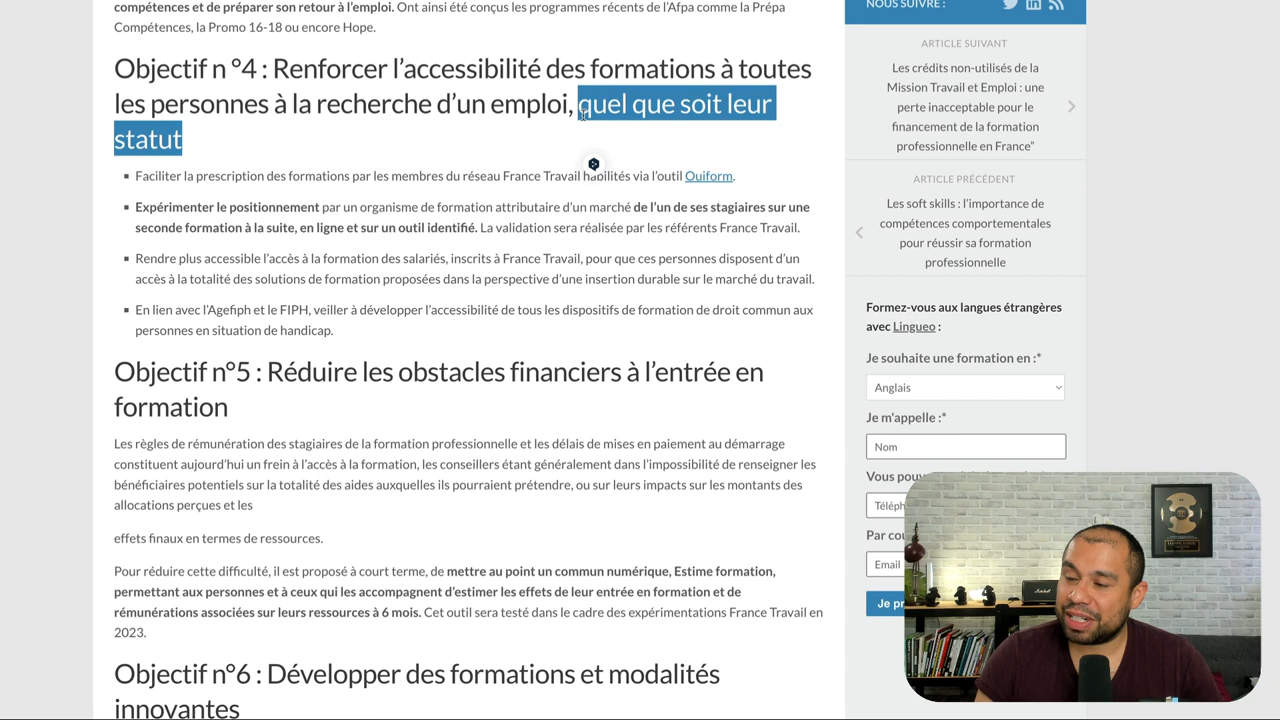 compétences et de préparer son retour à l’emploi. Ont ainsi été conçus les programmes récents de l’Afpa comme la Prépa
Compétences, la Promo 16-18 ou encore Hope.
Objectif n °4 : Renforcer l’accessibilité des formations à toutes
les personnes à la recherche d’un emploi, quel que soit leur
statut
▪ Faciliter la prescription des formations par les membres du réseau France Travail habilités via l’outil Ouiform.
▪ Expérimenter le positionnement par un organisme de formation attributaire d’un marché de l’un de ses stagiaires sur une
seconde formation à la suite, en ligne et sur un outil identifié. La validation sera réalisée par les référents France Travail.
▪ Rendre plus accessible l’accès à la formation des salariés, inscrits à France Travail, pour que ces personnes disposent d’un
accès à la totalité des solutions de formation proposées dans la perspective d’une insertion durable sur le marché du travail.
▪ En lien avec l’Agefiph et le FIPH, veiller à développer l’accessibilité de tous les dispositifs de formation de droit commun aux
personnes en situation de handicap.
Objectif n°5 : Réduire les obstacles financiers à l’entrée en
formation
Les règles de rémunération des stagiaires de la formation professionnelle et les délais de mises en paiement au démarrage
constituent aujourd’hui un frein à l’accès à la formation, les conseillers étant généralement dans l’impossibilité de renseigner les
bénéficiaires potentiels sur la totalité des aides auxquelles ils pourraient prétendre, ou sur leurs impacts sur les montants des
allocations perçues et les
effets finaux en termes de ressources.
Pour réduire cette difficulté, il est proposé à court terme, de mettre au point un commun numérique, Estime formation,
permettant aux personnes et à ceux qui les accompagnent d’estimer les effets de leur entrée en formation et de
rémunérations associées sur leurs ressources à 6 mois. Cet outil sera testé dans le cadre des expérimentations France Travail en
2023.
Objectif n°6 : Développer des formations et modalités
innovantes
NOUS SUIVRE :
ARTICLE SUIVANT
Les crédits non-utilisés de la
Mission Travail et Emploi : une
perte inacceptable pour le
financement de la formation
professionnelle en France”
ARTICLE PRÉCÉDENT
Les soft skills : l’importance de
compétences comportementales
pour réussir sa formation
professionnelle
Formez-vous aux langues étrangères
avec Lingueo :
Je souhaite une formation en :*
Anglais
Je m'appelle :*
Nom
Vous pou
Téléph
Par cou
Email
Je pr
Marshall